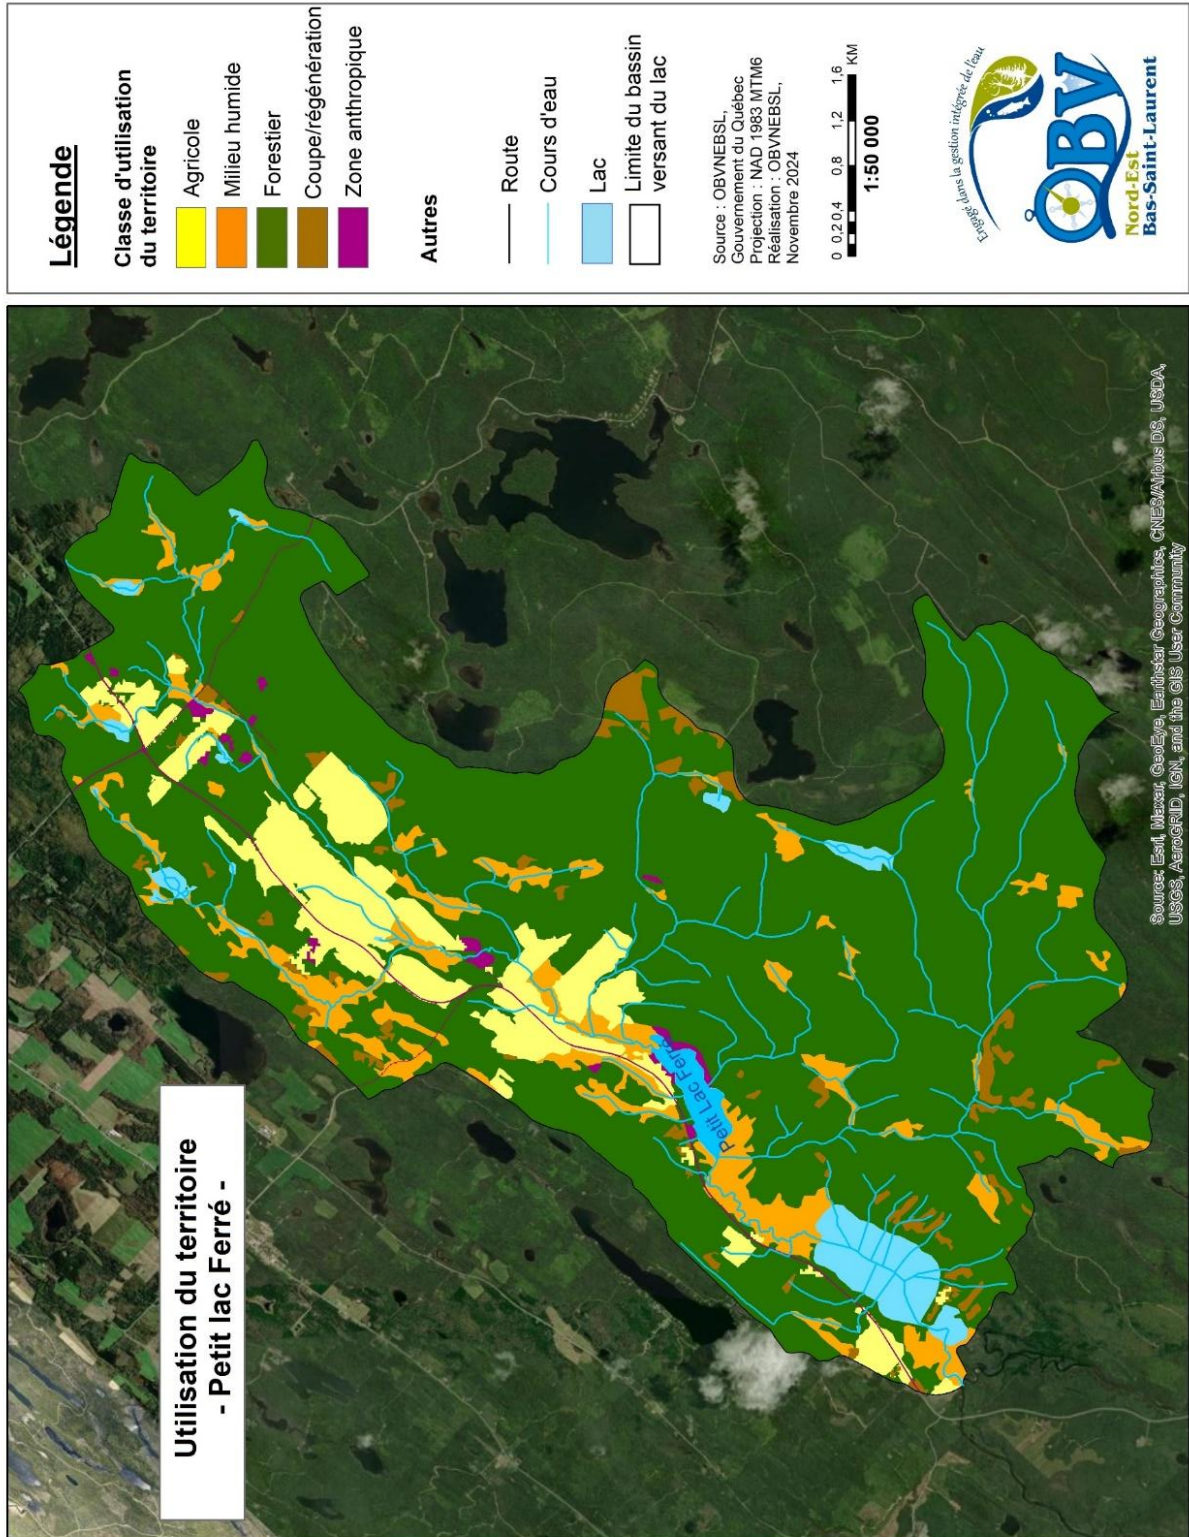 Utilisation du territoire
- Petit lac Ferré -
Petit Lac Ferré
Source: Esri, Maxar, GeoEye, Earthstar Geographics, CNES/Airbus DS, USDA,
USGS, AeroGRID, IGN, and the GIS User Community
Légende
Classe d'utilisation
du territoire
Agricole
Milieu humide
Forestier
Coupe/régénération
Zone anthropique
Autres
Route
Cours d'eau
Lac
Limite du bassin
versant du lac
Source : OBVNEBSL,
Gouvernement du Québec
Projection : NAD 1983 MTM6
Réalisation : OBVNEBSL,
Novembre 2024
0 0,2 0,4 0,8 1,2 1,6
KM
1:50 000
Engagé dans la gestion intégrée de l'eau
OBV
Nord-Est
Bas-Saint-Laurent